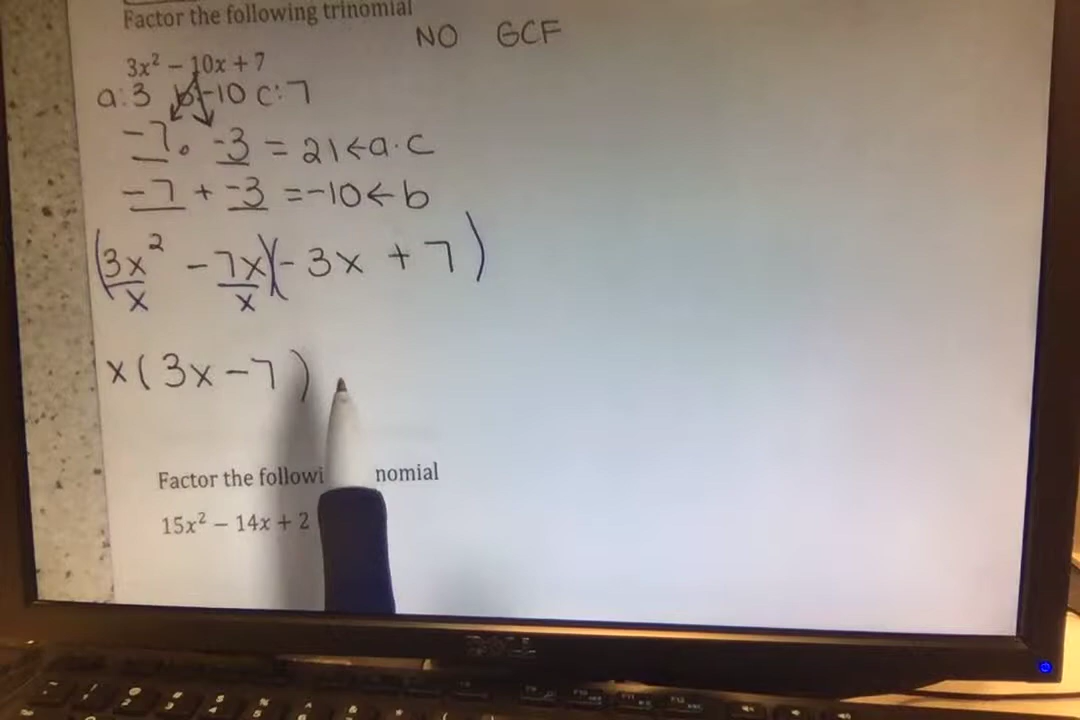 Factor the following trinomial
NO GCF
3x² – 10x + 7
a:3 b:-10 c:7
-7 · -3 = 21 ← a·c
-7 + -3 = -10 ← b
(3x² - 7x)(- 3x + 7)
x x
x(3x - 7)
Factor the followi nomial
15x² – 14x + 2
DELL